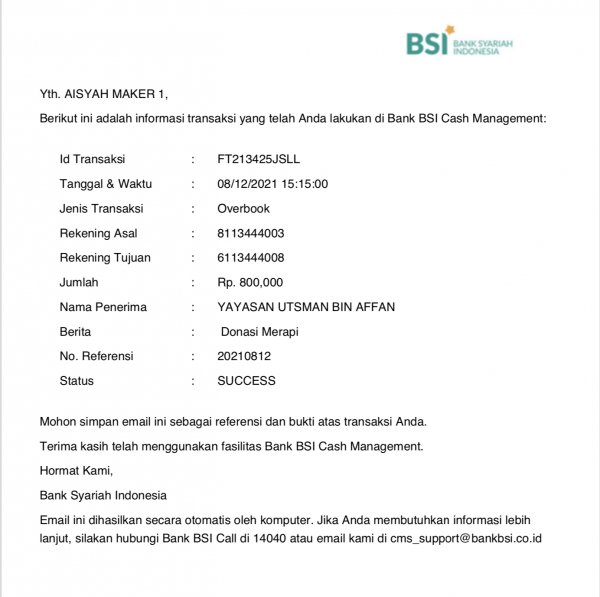 BSI BANK SYARIAH
INDONESIA
Yth. AISYAH MAKER 1,
Berikut ini adalah informasi transaksi yang telah Anda lakukan di Bank BSI Cash Management:
Id Transaksi : FT213425JSLL
Tanggal & Waktu : 08/12/2021 15:15:00
Jenis Transaksi : Overbook
Rekening Asal : 8113444003
Rekening Tujuan : 6113444008
Jumlah : Rp. 800,000
Nama Penerima : YAYASAN UTSMAN BIN AFFAN
Berita : Donasi Merapi
No. Referensi : 20210812
Status : SUCCESS
Mohon simpan email ini sebagai referensi dan bukti atas transaksi Anda.
Terima kasih telah menggunakan fasilitas Bank BSI Cash Management.
Hormat Kami,
Bank Syariah Indonesia
Email ini dihasilkan secara otomatis oleh komputer. Jika Anda membutuhkan informasi lebih
lanjut, silakan hubungi Bank BSI Call di 14040 atau email kami di cms_support@bankbsi.co.id